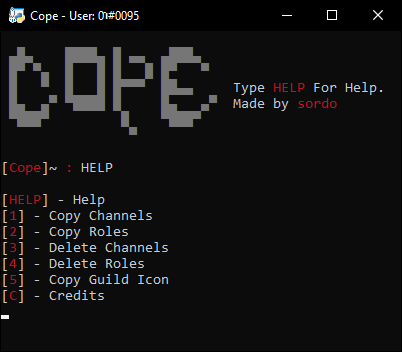 Cope - User: 0n#0095
COPE
Type HELP For Help.
Made by sordo
[Cope]~ : HELP
[HELP] - Help
[1] - Copy Channels
[2] - Copy Roles
[3] - Delete Channels
[4] - Delete Roles
[5] - Copy Guild Icon
[C] - Credits